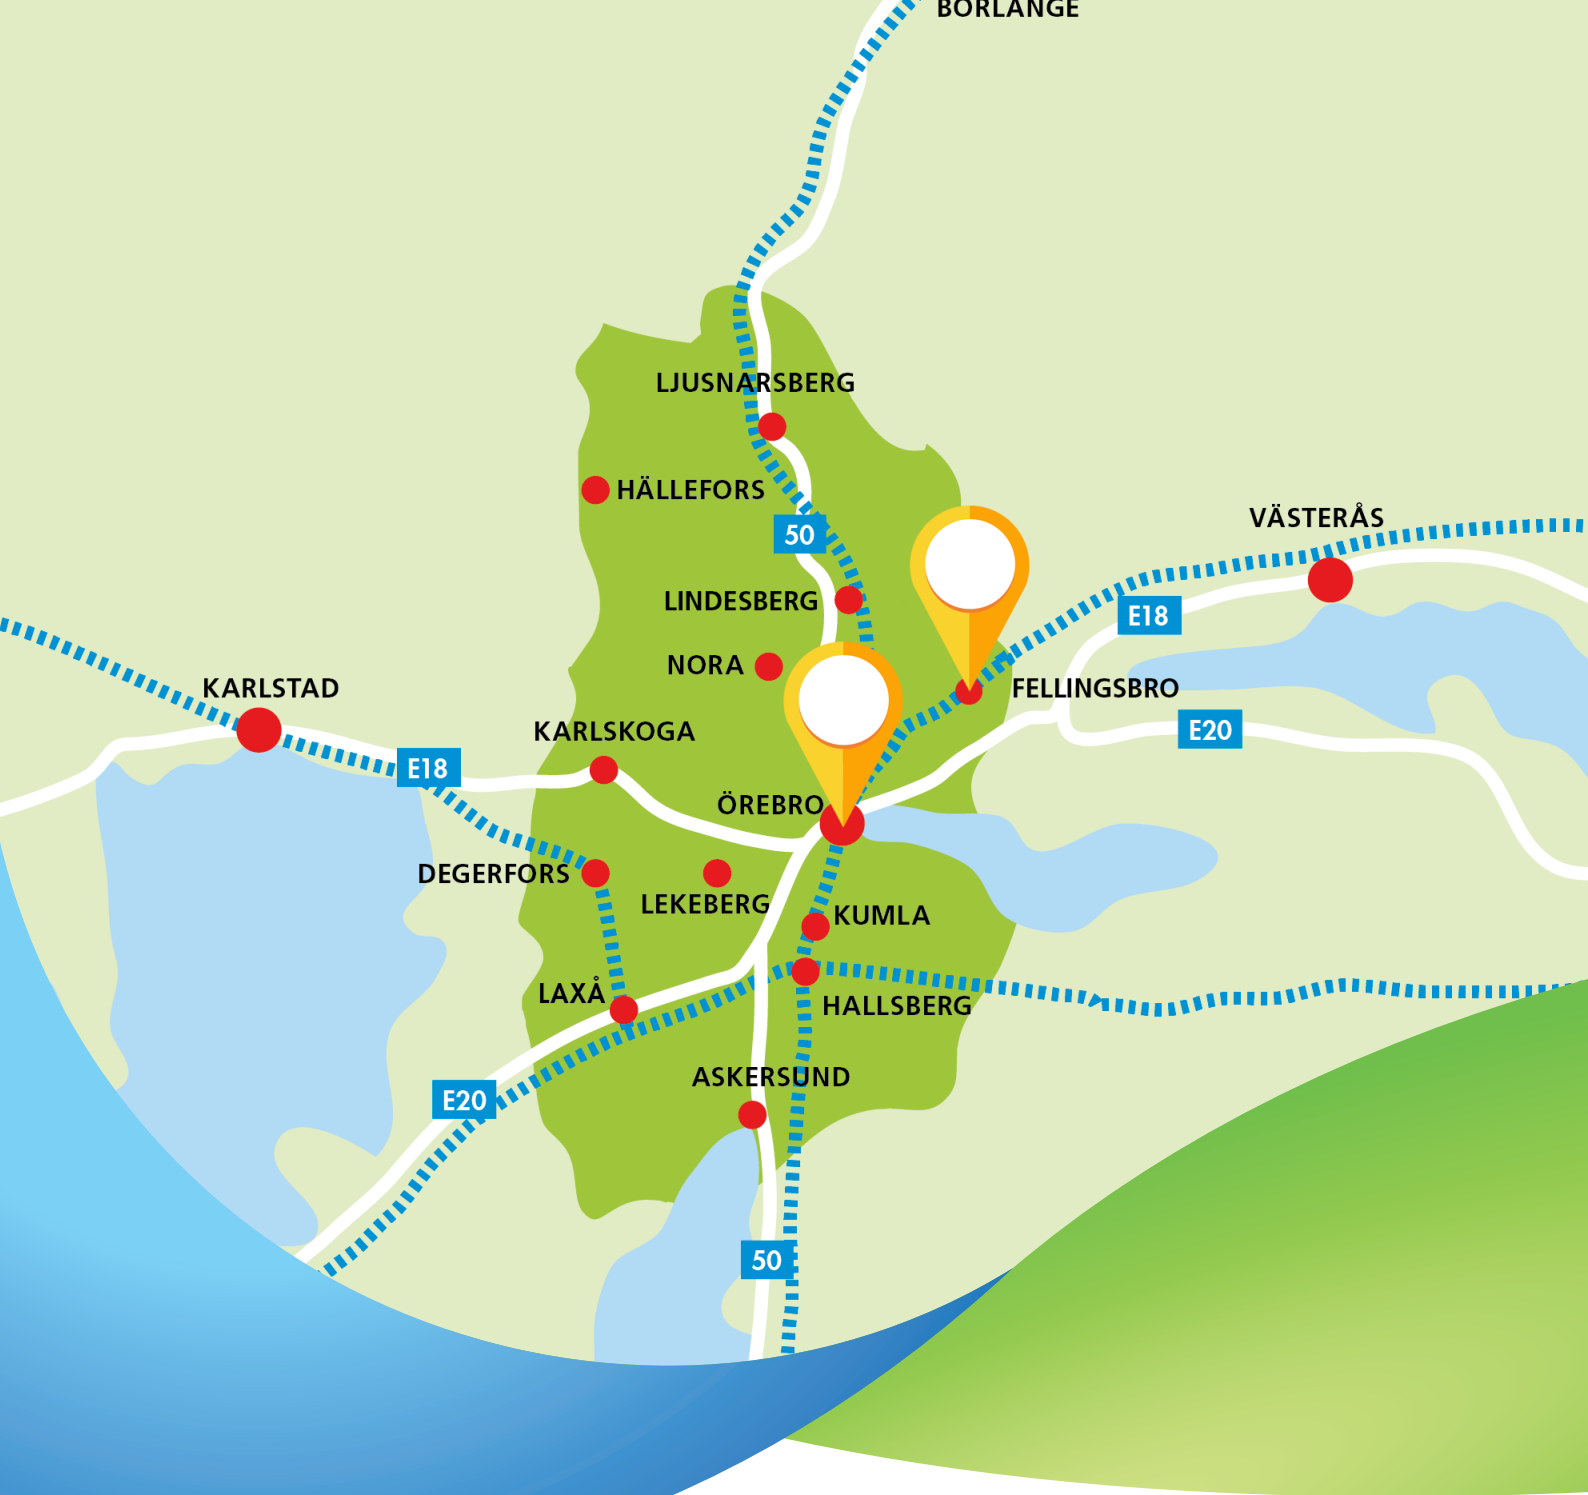 BORLÄNGE
LJUSNARSBERG
HÄLLEFORS
50
VÄSTERÅS
LINDESBERG
E18
NORA
KARLSTAD
FELLINGSBRO
KARLSKOGA
E20
E18
ÖREBRO
DEGERFORS
LEKEBERG
KUMLA
LAXÅ
HALLSBERG
ASKERSUND
E20
50